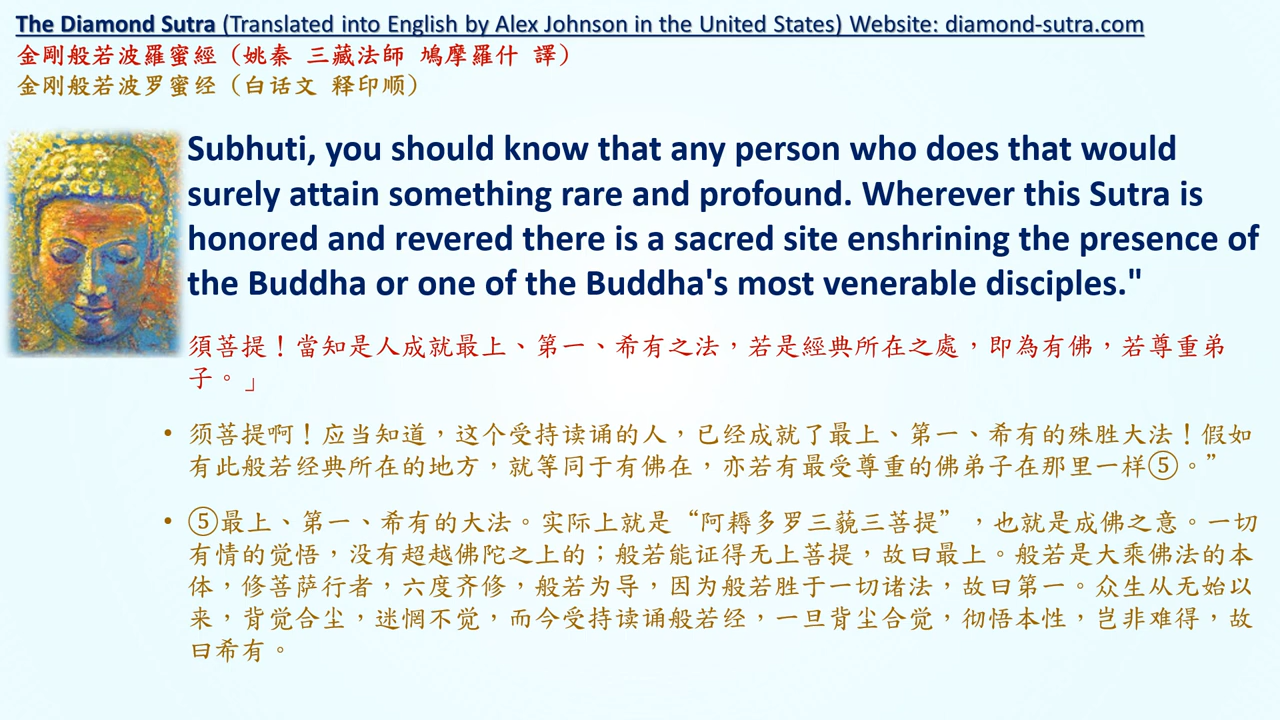 The Diamond Sutra (Translated into English by Alex Johnson in the United States) Website: diamond-sutra.com
金剛般若波羅蜜經（姚秦 三藏法師 鳩摩羅什 譯）
金刚般若波罗蜜经（白话文 释印顺）
Subhuti, you should know that any person who does that would
surely attain something rare and profound. Wherever this Sutra is
honored and revered there is a sacred site enshrining the presence of
the Buddha or one of the Buddha's most venerable disciples."
須菩提！當知是人成就最上、第一、希有之法，若是經典所在之處，即為有佛，若尊重弟
子。」
• 须菩提啊！应当知道，这个受持读诵的人，已经成就了最上、第一、希有的殊胜大法！假如
有此般若经典所在的地方，就等同于有佛在，亦若有最受尊重的佛弟子在那里一样⑤。”
• ⑤最上、第一、希有的大法。实际上就是“阿耨多罗三藐三菩提”，也就是成佛之意。一切
有情的觉悟，没有超越佛陀之上的；般若能证得无上菩提，故曰最上。般若是大乘佛法的本
体，修菩萨行者，六度齐修，般若为导，因为般若胜于一切诸法，故曰第一。众生从无始以
来，背觉合尘，迷惘不觉，而今受持读诵般若经，一旦背尘合觉，彻悟本性，岂非难得，故
曰希有。